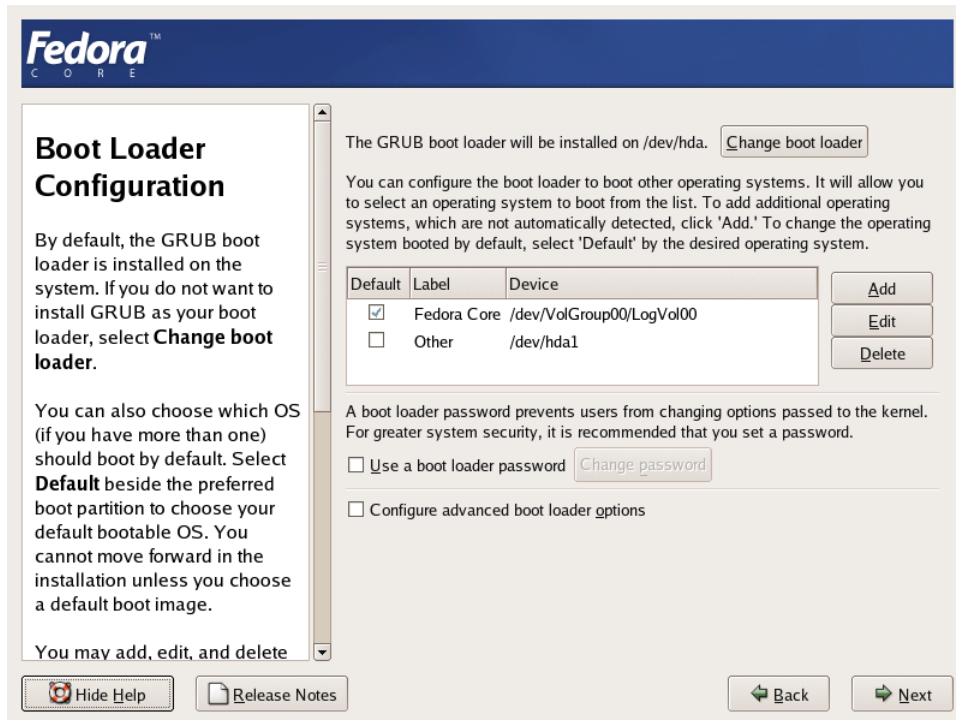 Fedora™
CORE
Boot Loader
Configuration
By default, the GRUB boot
loader is installed on the
system. If you do not want to
install GRUB as your boot
loader, select Change boot
loader.
You can also choose which OS
(if you have more than one)
should boot by default. Select
Default beside the preferred
boot partition to choose your
default bootable OS. You
cannot move forward in the
installation unless you choose
a default boot image.
You may add, edit, and delete
The GRUB boot loader will be installed on /dev/hda. Change boot loader
You can configure the boot loader to boot other operating systems. It will allow you
to select an operating system to boot from the list. To add additional operating
systems, which are not automatically detected, click 'Add.' To change the operating
system booted by default, select 'Default' by the desired operating system.
Default Label Device
Fedora Core /dev/VolGroup00/LogVol00
Other /dev/hda1
Add
Edit
Delete
A boot loader password prevents users from changing options passed to the kernel.
For greater system security, it is recommended that you set a password.
Use a boot loader password Change password
Configure advanced boot loader options
Hide Help Release Notes Back Next